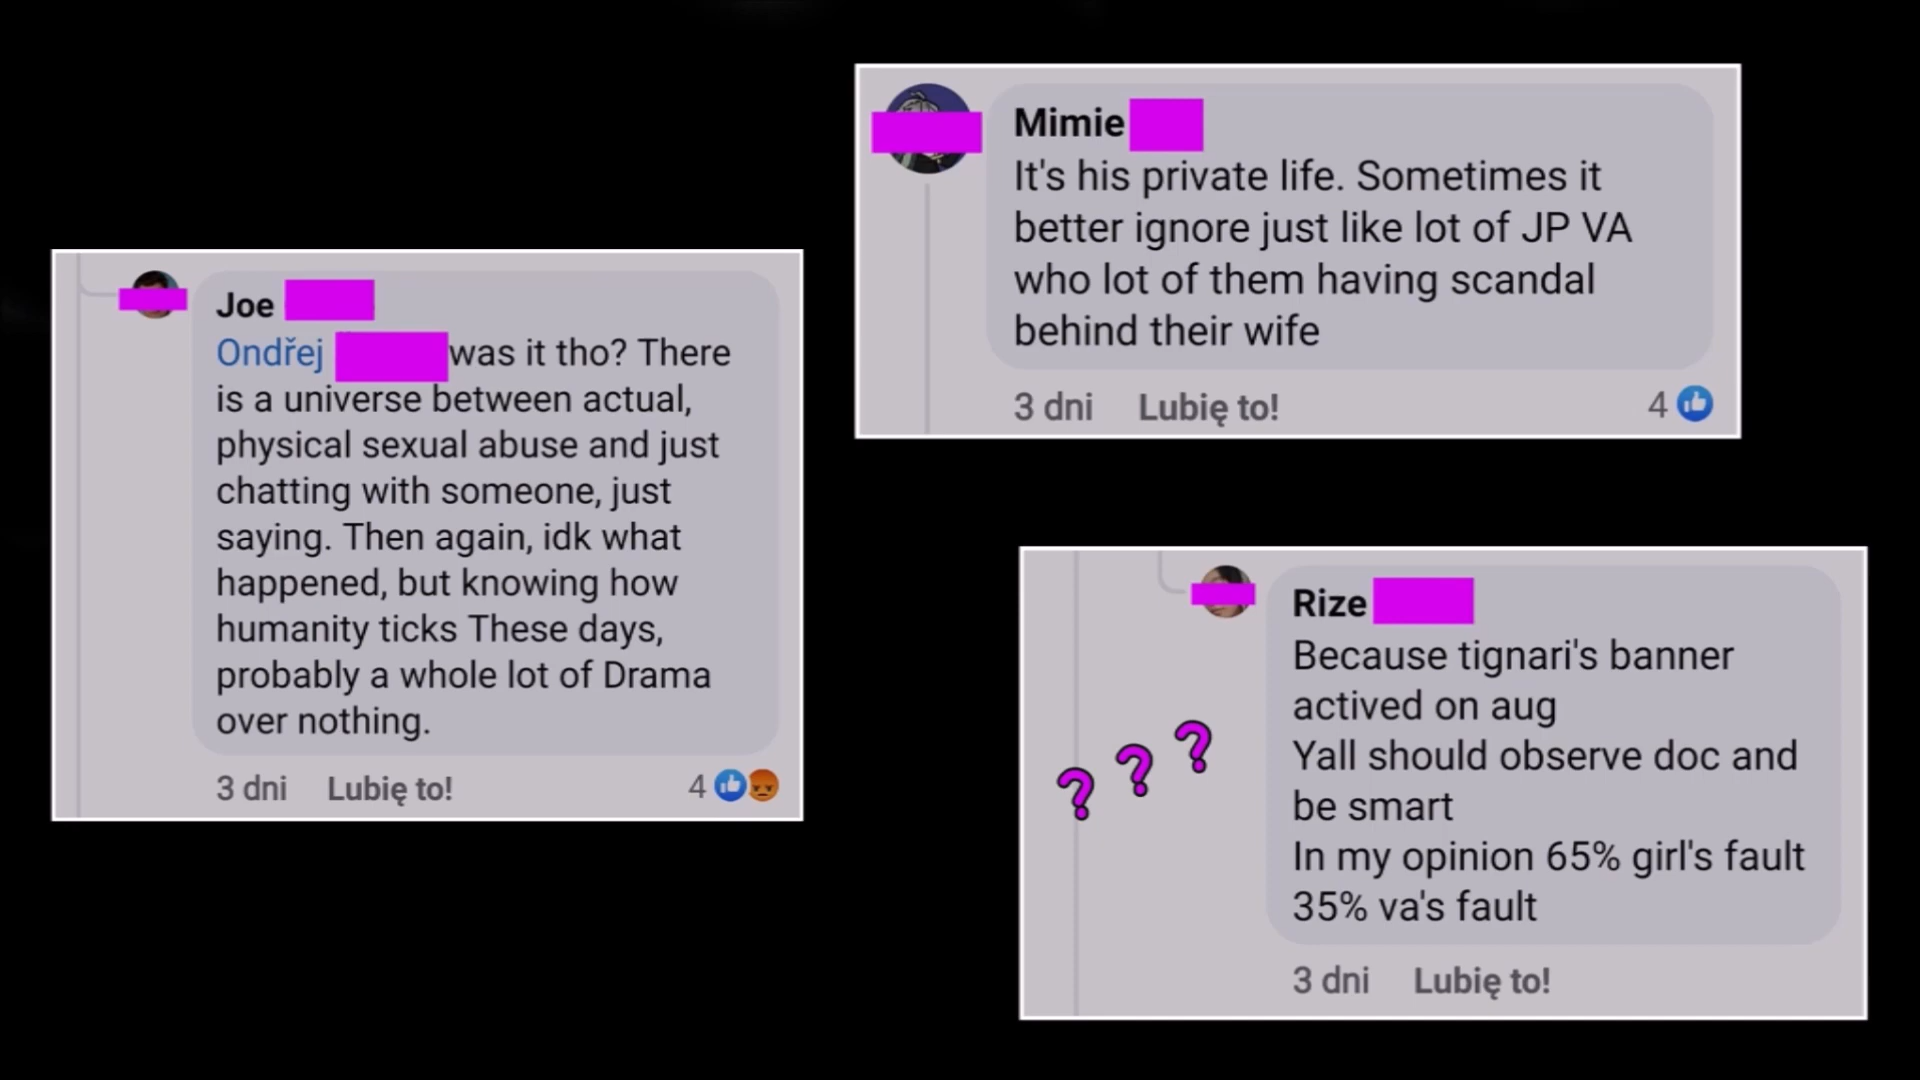 Joe
Ondřej was it tho? There
is a universe between actual,
physical sexual abuse and just
chatting with someone, just
saying. Then again, idk what
happened, but knowing how
humanity ticks These days,
probably a whole lot of Drama
over nothing.
3 dni Lubię to! 4
Mimie
It's his private life. Sometimes it
better ignore just like lot of JP VA
who lot of them having scandal
behind their wife
3 dni Lubię to! 4
Rize
Because tignari's banner
actived on aug
Yall should observe doc and
be smart
In my opinion 65% girl's fault
35% va's fault
3 dni Lubię to!
? ? ?